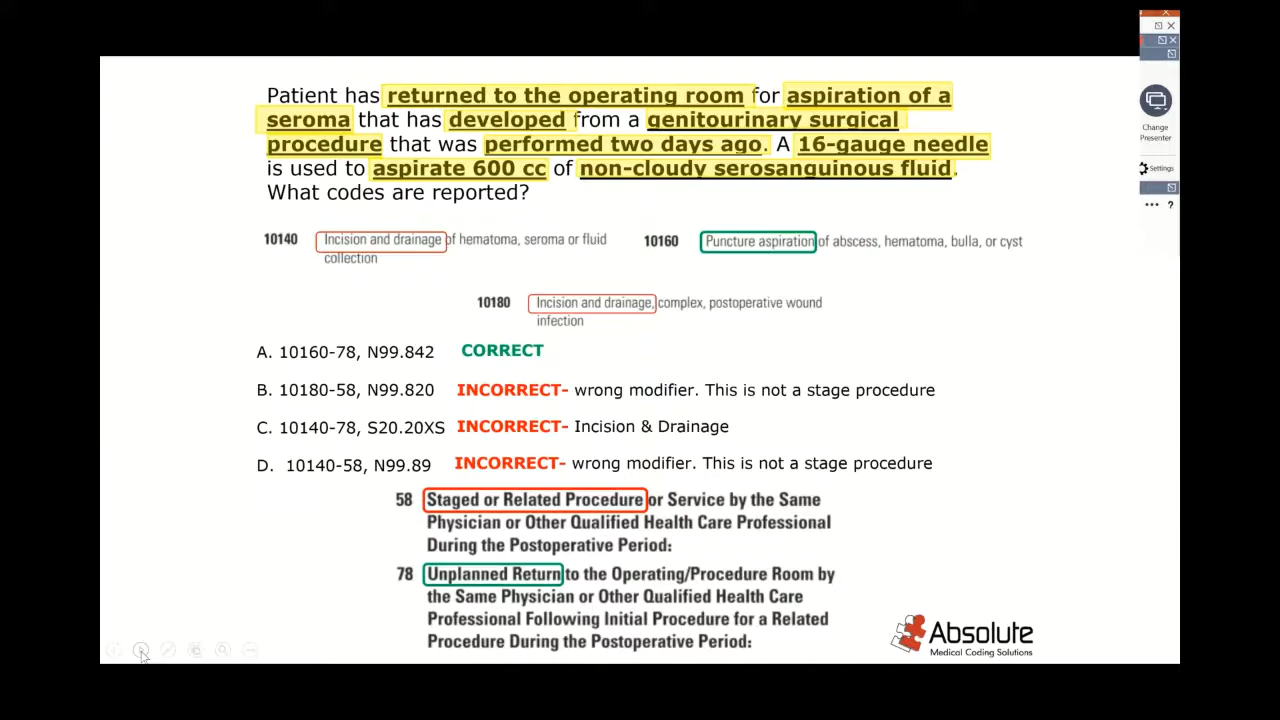 Patient has returned to the operating room for aspiration of a
seroma that has developed from a genitourinary surgical
procedure that was performed two days ago. A 16-gauge needle
is used to aspirate 600 cc of non-cloudy serosanguinous fluid.
What codes are reported?
10140 Incision and drainage of hematoma, seroma or fluid
collection
10160 Puncture aspiration of abscess, hematoma, bulla, or cyst
10180 Incision and drainage, complex, postoperative wound
infection
A. 10160-78, N99.842 CORRECT
B. 10180-58, N99.820 INCORRECT- wrong modifier. This is not a stage procedure
C. 10140-78, S20.20XS INCORRECT- Incision & Drainage
D. 10140-58, N99.89 INCORRECT- wrong modifier. This is not a stage procedure
58 Staged or Related Procedure or Service by the Same
Physician or Other Qualified Health Care Professional
During the Postoperative Period:
78 Unplanned Return to the Operating/Procedure Room by
the Same Physician or Other Qualified Health Care
Professional Following Initial Procedure for a Related
Procedure During the Postoperative Period:
Absolute
Medical Coding Solutions
Change
Presenter
Settings
... ?